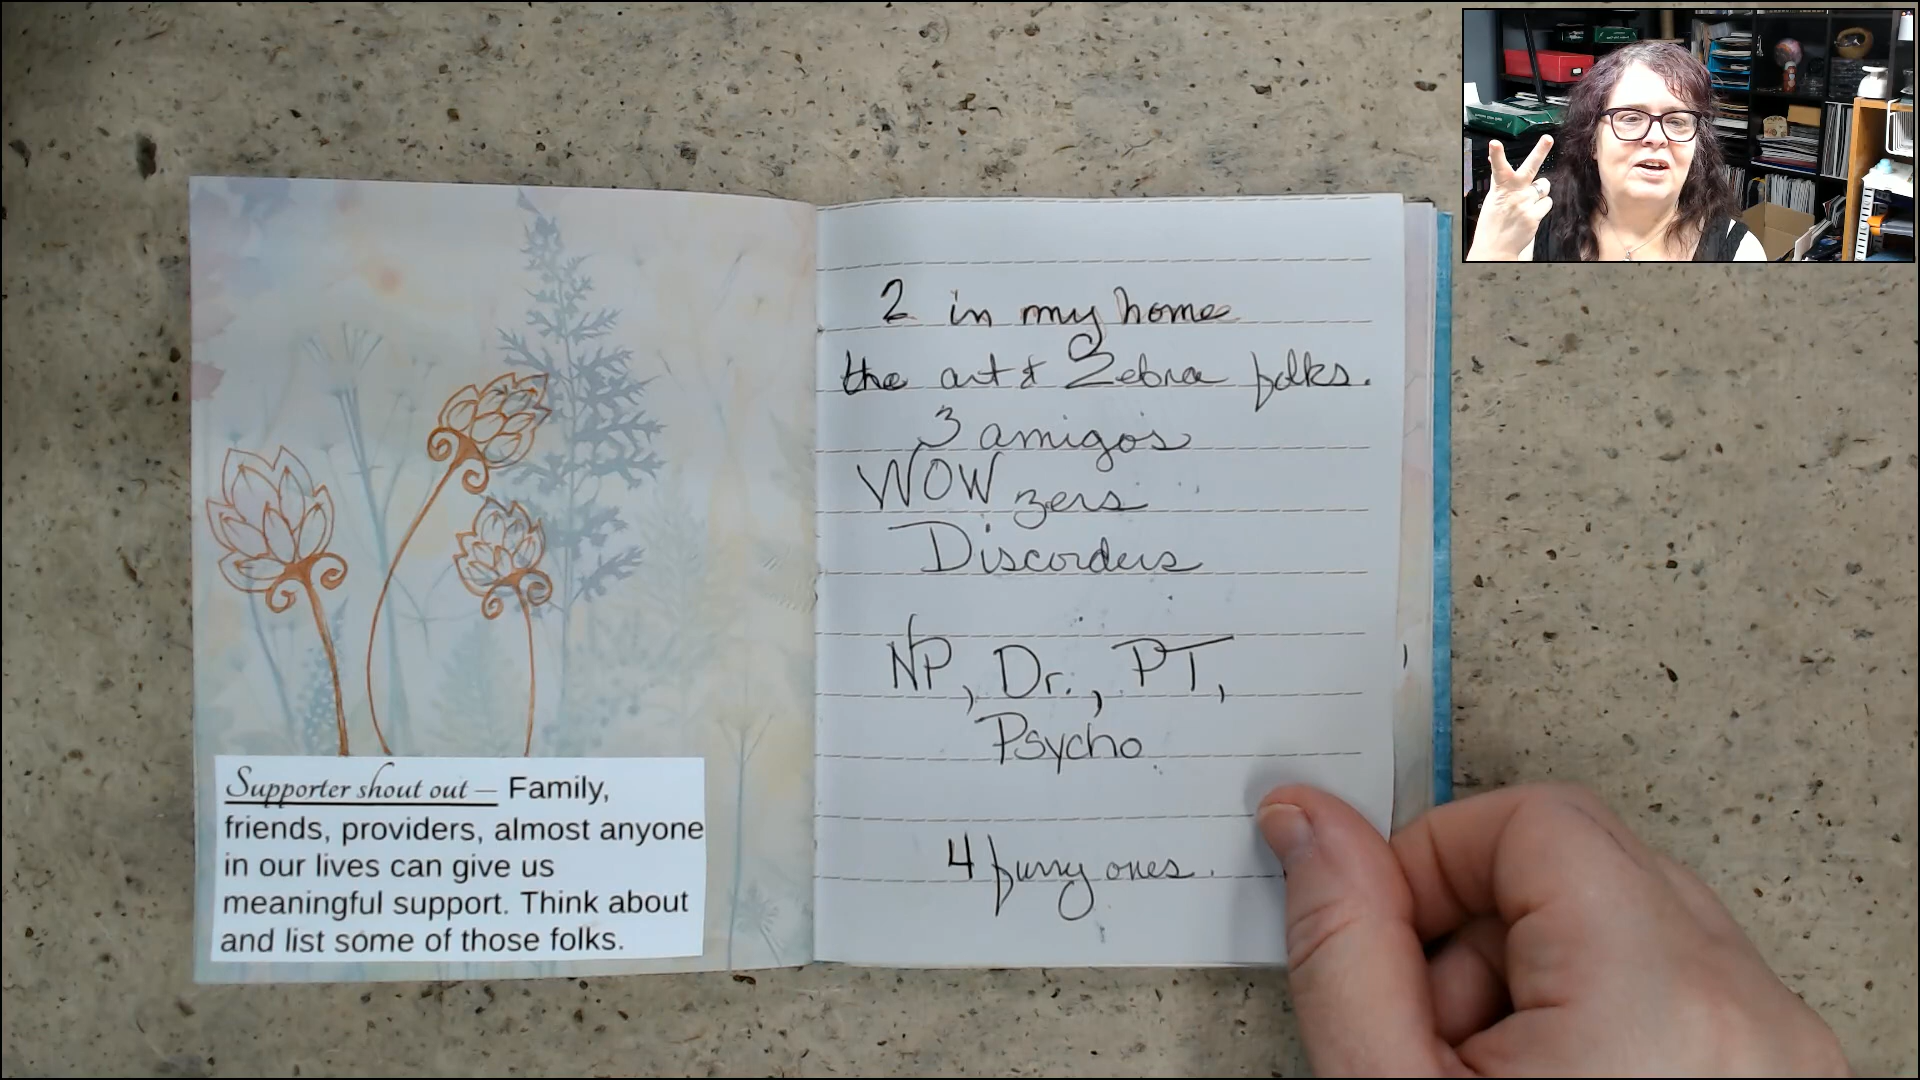 Supporter shout out — Family,
friends, providers, almost anyone
in our lives can give us
meaningful support. Think about
and list some of those folks.
2 in my home
the art & Zebra folks.
3 amigos
WOW zers
Discorders
NP, Dr., PT,
Psycho
4 furry ones.